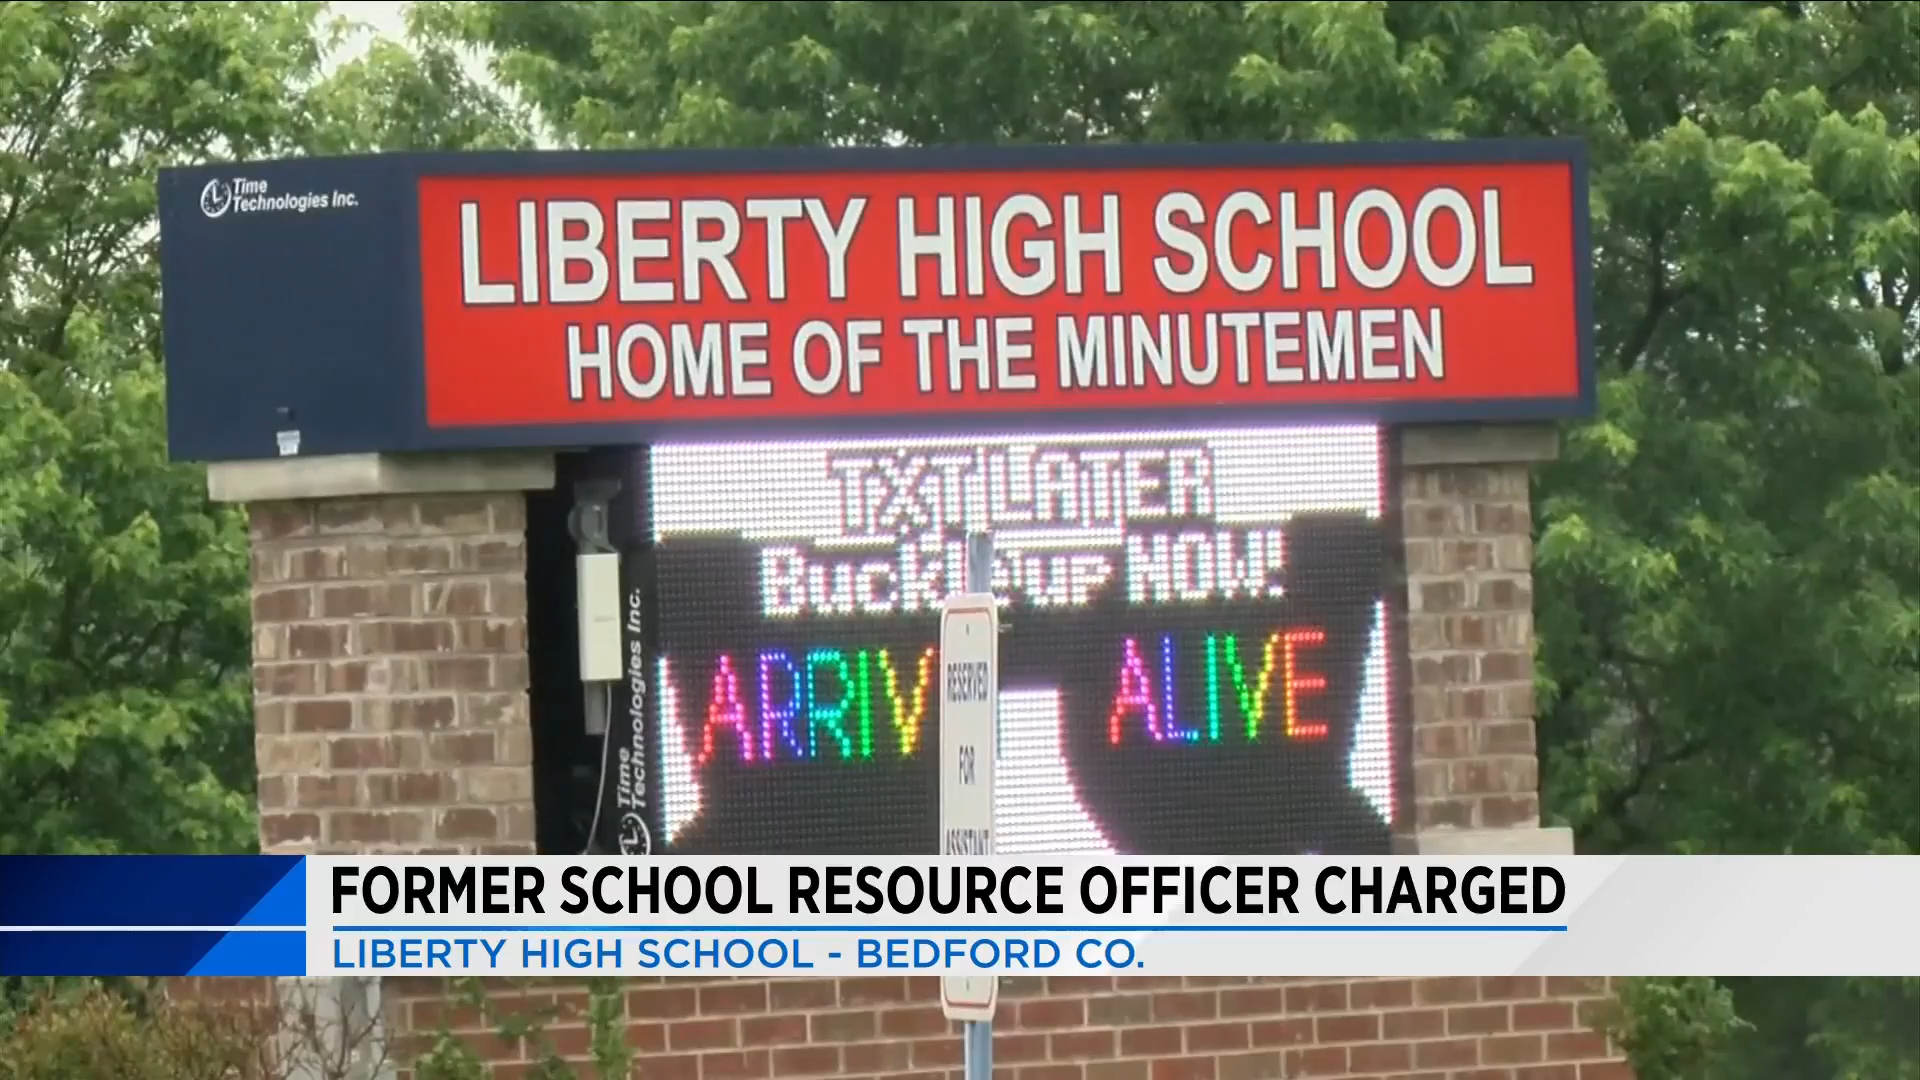 Time
Technologies Inc.
LIBERTY HIGH SCHOOL
HOME OF THE MINUTEMEN
TXT LATER
Buckle up NOW!
ARRIV ALIVE
Time
Technologies Inc.
RESERVED
FOR
ASSISTANT
FORMER SCHOOL RESOURCE OFFICER CHARGED
LIBERTY HIGH SCHOOL - BEDFORD CO.